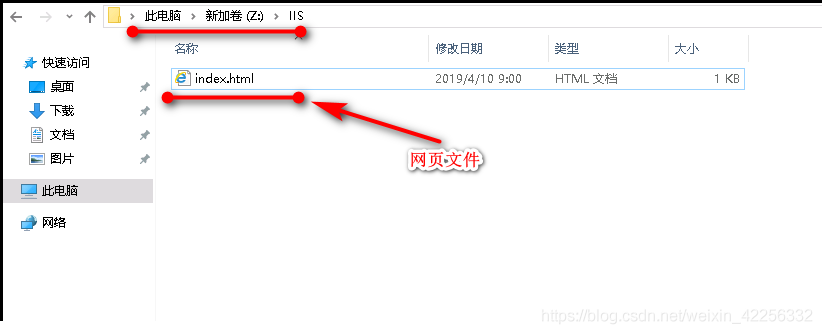 此电脑 > 新加卷 (Z:) > IIS
名称 修改日期 类型 大小
快速访问
index.html 2019/4/10 9:00 HTML 文档 1 KB
桌面
下载
文档
图片
网页文件
此电脑
网络
https://blog.csdn.net/weixin_42256332